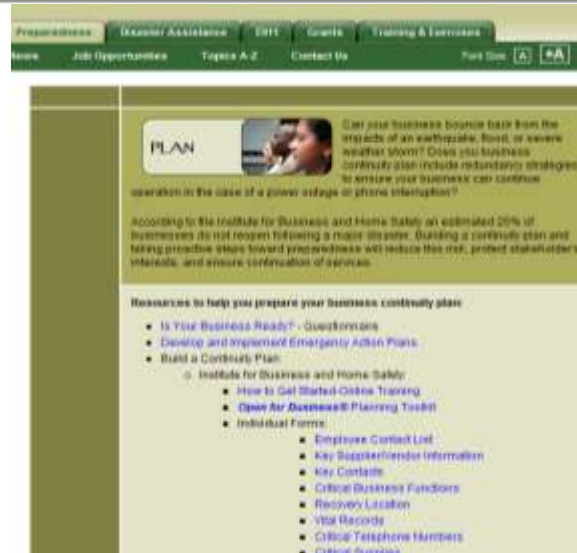 Preparedness Disaster Assistance E911 Grants Training & Exercises
Job Opportunities Topics A-Z Contact Us Font Size A +A
PLAN
Can your business bounce back from the
impacts of an earthquake, flood, or severe
weather storm? Does you business
continuity plan include redundancy strategies
to ensure your business can continue
operation in the case of a power outage or phone interruption?
According to the Institute for Business and Home Safety an estimated 25% of
businesses do not reopen following a major disaster. Building a continuity plan and
taking proactive steps toward preparedness will reduce this risk, protect stakeholder's
interests, and ensure continuation of services.
Resources to help you prepare your business continuity plan:
Is Your Business Ready? - Questionnaire
Develop and Implement Emergency Action Plans
Build a Continuity Plan:
Institute for Business and Home Safety:
How to Get Started-Online Training
Open for Business® Planning Toolkit
Individual Forms:
Employee Contact List
Key Supplier/Vendor Information
Key Contacts
Critical Business Functions
Recovery Location
Vital Records
Critical Telephone Numbers
Critical Supplies